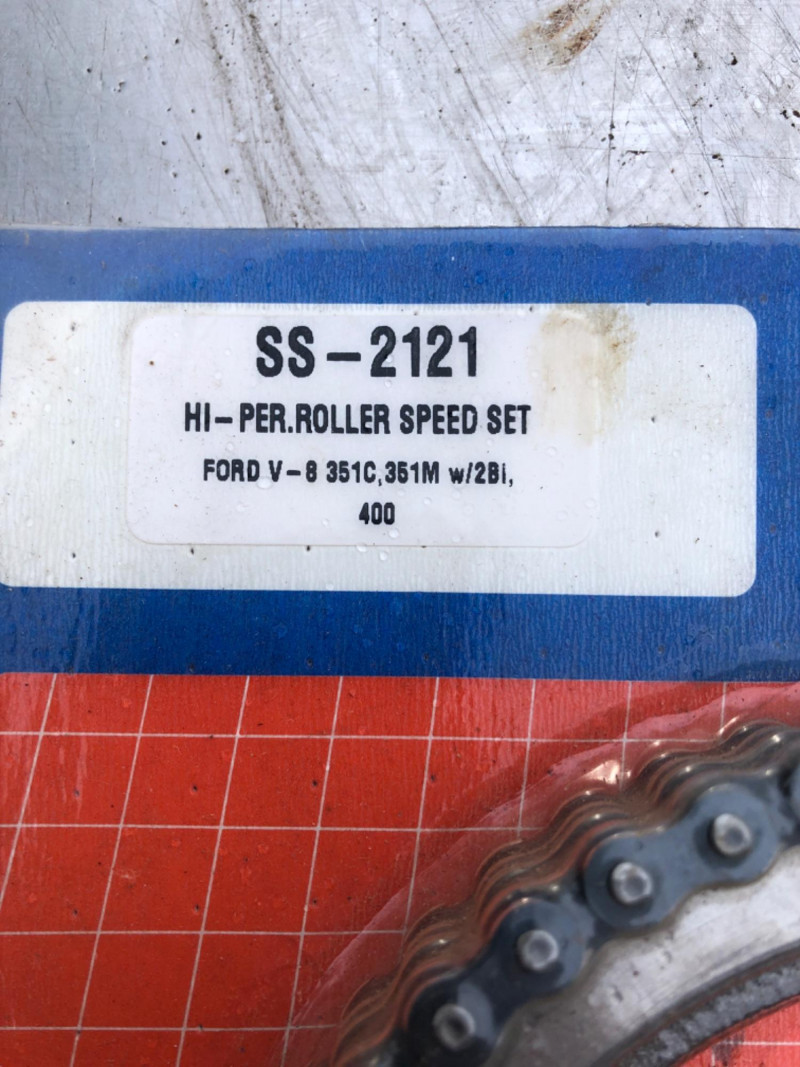 SS-2121
HI-PER.ROLLER SPEED SET
FORD V-8 351C,351M w/2Bl,
400